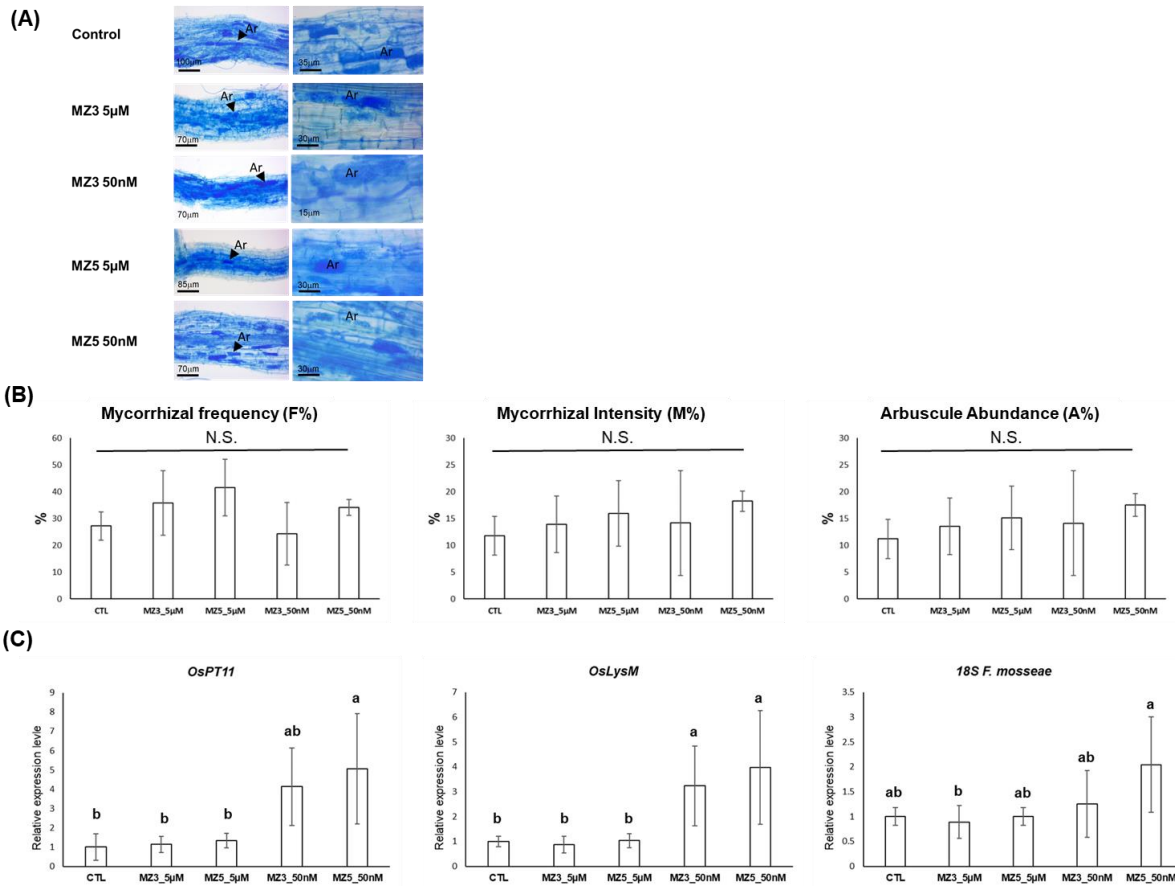 (A)
Control
Ar
100μm
Ar
35μm
MZ3 5μM
Ar
70μm
Ar
30μm
MZ3 50nM
Ar
70μm
Ar
15μm
MZ5 5μM
Ar
85μm
Ar
30μm
MZ5 50nM
Ar
70μm
Ar
30μm
(B)
Mycorrhizal frequency (F%)
N.S.
60
50
40
30
20
10
0
%
CTL MZ3_5μM MZ5_5μM MZ3_50nM MZ5_50nM
Mycorrhizal Intensity (M%)
N.S.
30
25
20
15
10
5
0
%
CTL MZ3_5μM MZ5_5μM MZ3_50nM MZ5_50nM
Arbuscule Abundance (A%)
N.S.
30
25
20
15
10
5
0
%
CTL MZ3_5μM MZ5_5μM MZ3_50nM MZ5_50nM
(C)
OsPT11
9
8
7
6
5
4
3
2
1
0
Relative expression levle
b b b ab a
CTL MZ3_5μM MZ5_5μM MZ3_50nM MZ5_50nM
OsLysM
7
6
5
4
3
2
1
0
Relative expression levle
b b b a a
CTL MZ3_5μM MZ5_5μM MZ3_50nM MZ5_50nM
18S F. mosseae
3.5
3
2.5
2
1.5
1
0.5
0
Relative expression levle
ab b ab ab a
CTL MZ3_5μM MZ5_5μM MZ3_50nM MZ5_50nM